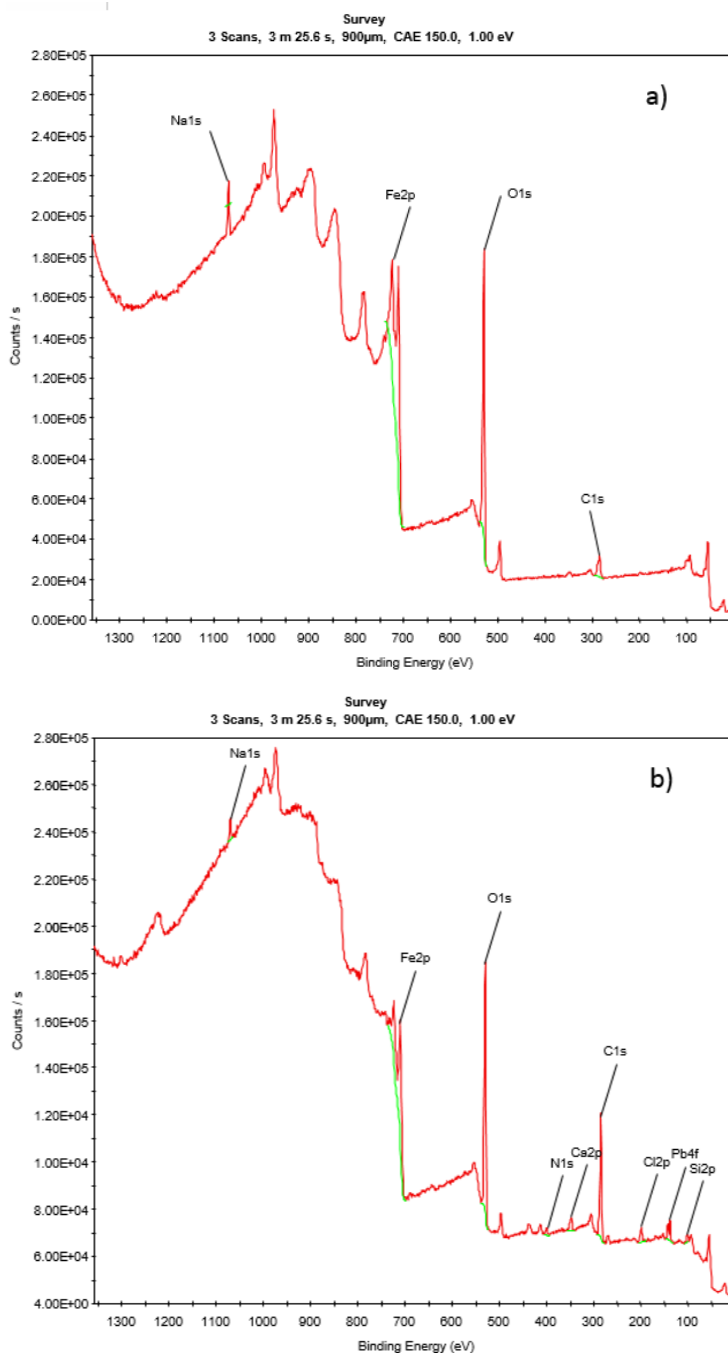 Survey
3 Scans, 3 m 25.6 s, 900µm, CAE 150.0, 1.00 eV
a)
2.80E+05
2.60E+05
2.40E+05
2.20E+05
2.00E+05
1.80E+05
1.60E+05
1.40E+05
1.20E+05
1.00E+05
8.00E+04
6.00E+04
4.00E+04
2.00E+04
0.00E+00
Counts / s
Na1s
Fe2p
O1s
C1s
1300 1200 1100 1000 900 800 700 600 500 400 300 200 100
Binding Energy (eV)
Survey
3 Scans, 3 m 25.6 s, 900µm, CAE 150.0, 1.00 eV
b)
2.80E+05
2.60E+05
2.40E+05
2.20E+05
2.00E+05
1.80E+05
1.60E+05
1.40E+05
1.20E+05
1.00E+05
8.00E+04
6.00E+04
4.00E+04
Counts / s
Na1s
Fe2p
O1s
N1s
Ca2p
C1s
Cl2p
Pb4f
Si2p
1300 1200 1100 1000 900 800 700 600 500 400 300 200 100
Binding Energy (eV)